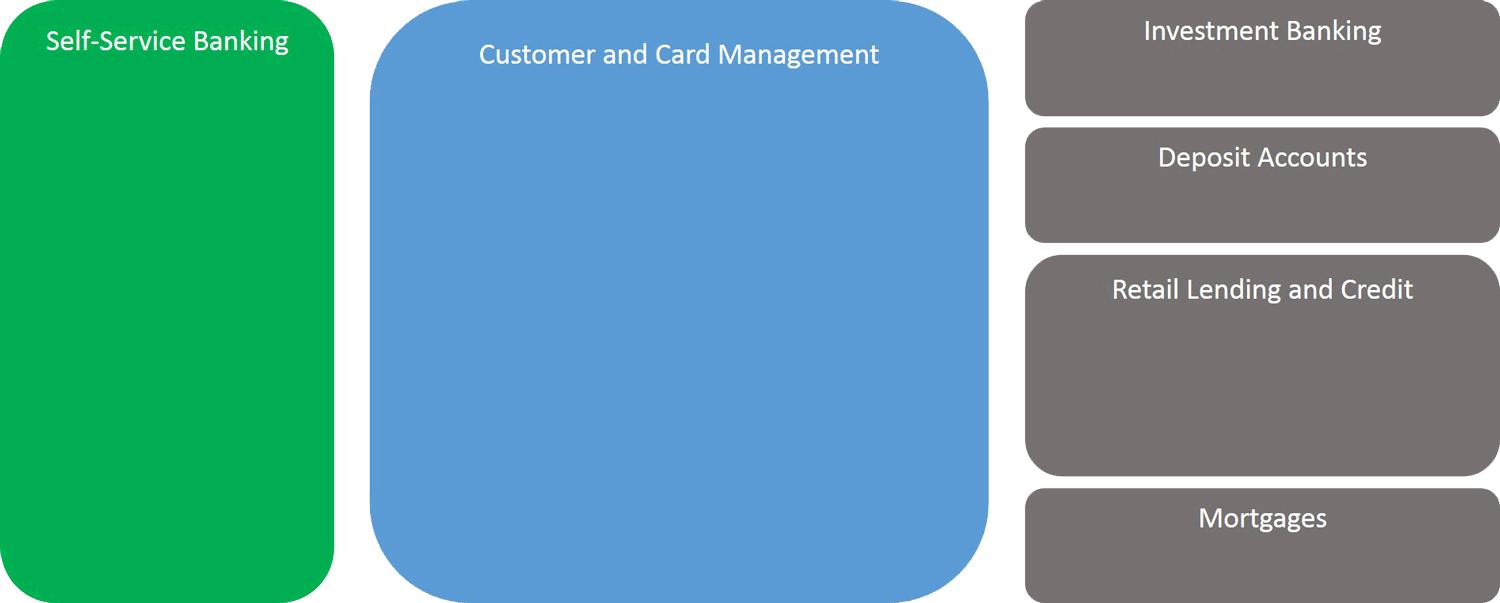 Self-Service Banking
Customer and Card Management
Investment Banking
Deposit Accounts
Retail Lending and Credit
Mortgages